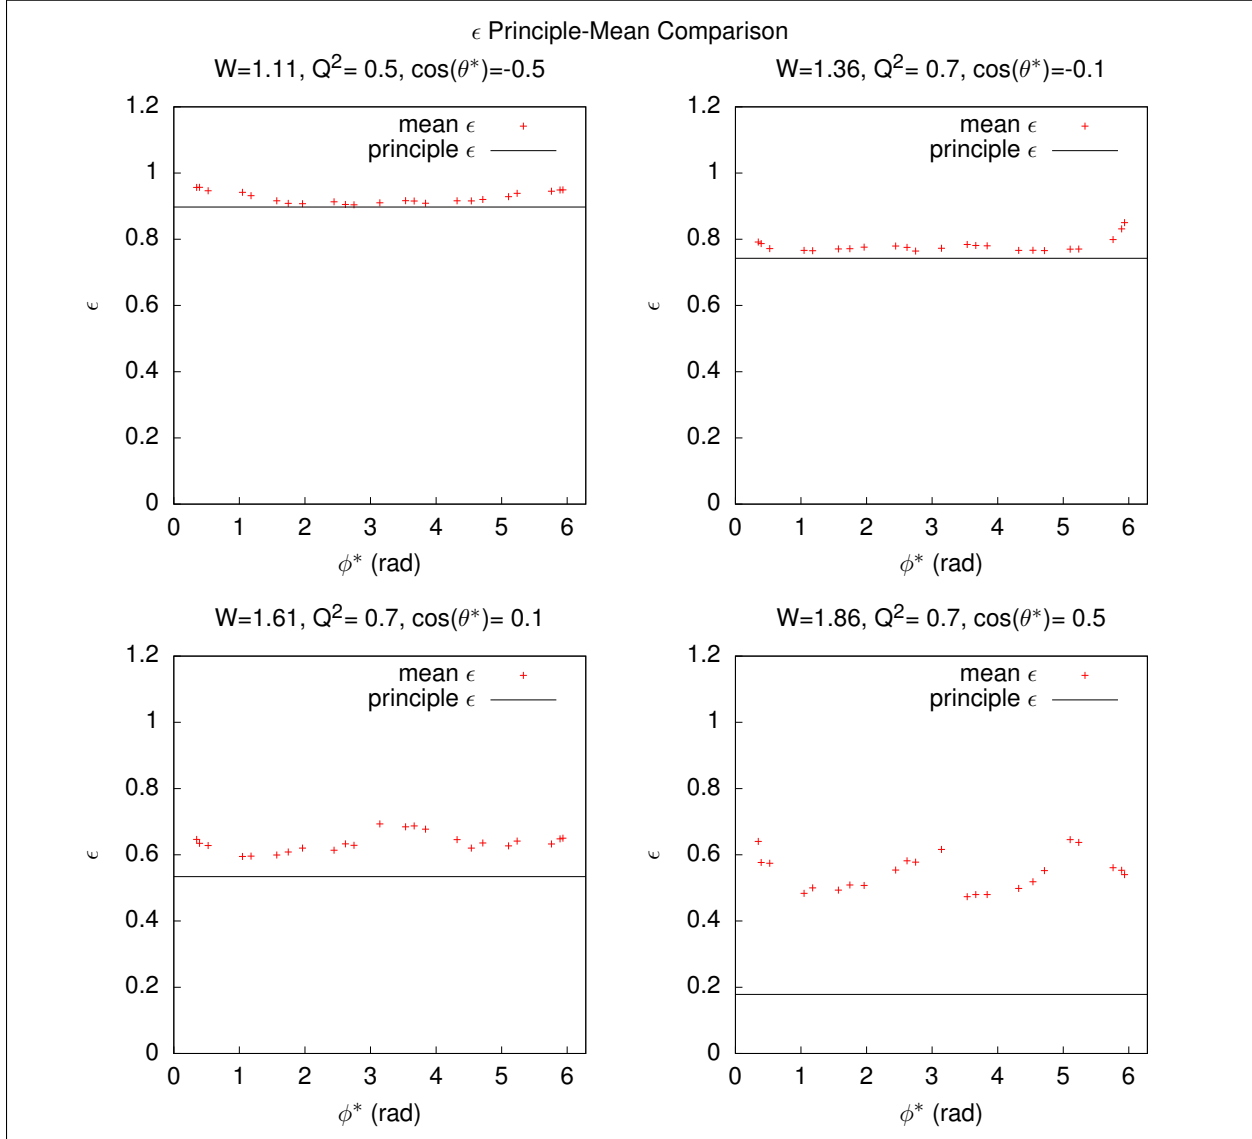 ϵ Principle-Mean Comparison
W=1.11, Q²= 0.5, cos(θ*)=-0.5
mean ϵ
principle ϵ
1.2
1
0.8
0.6
0.4
0.2
0
ϵ
0 1 2 3 4 5 6
ϕ* (rad)
W=1.36, Q²= 0.7, cos(θ*)=-0.1
mean ϵ
principle ϵ
1.2
1
0.8
0.6
0.4
0.2
0
ϵ
0 1 2 3 4 5 6
ϕ* (rad)
W=1.61, Q²= 0.7, cos(θ*)= 0.1
mean ϵ
principle ϵ
1.2
1
0.8
0.6
0.4
0.2
0
ϵ
0 1 2 3 4 5 6
ϕ* (rad)
W=1.86, Q²= 0.7, cos(θ*)= 0.5
mean ϵ
principle ϵ
1.2
1
0.8
0.6
0.4
0.2
0
ϵ
0 1 2 3 4 5 6
ϕ* (rad)